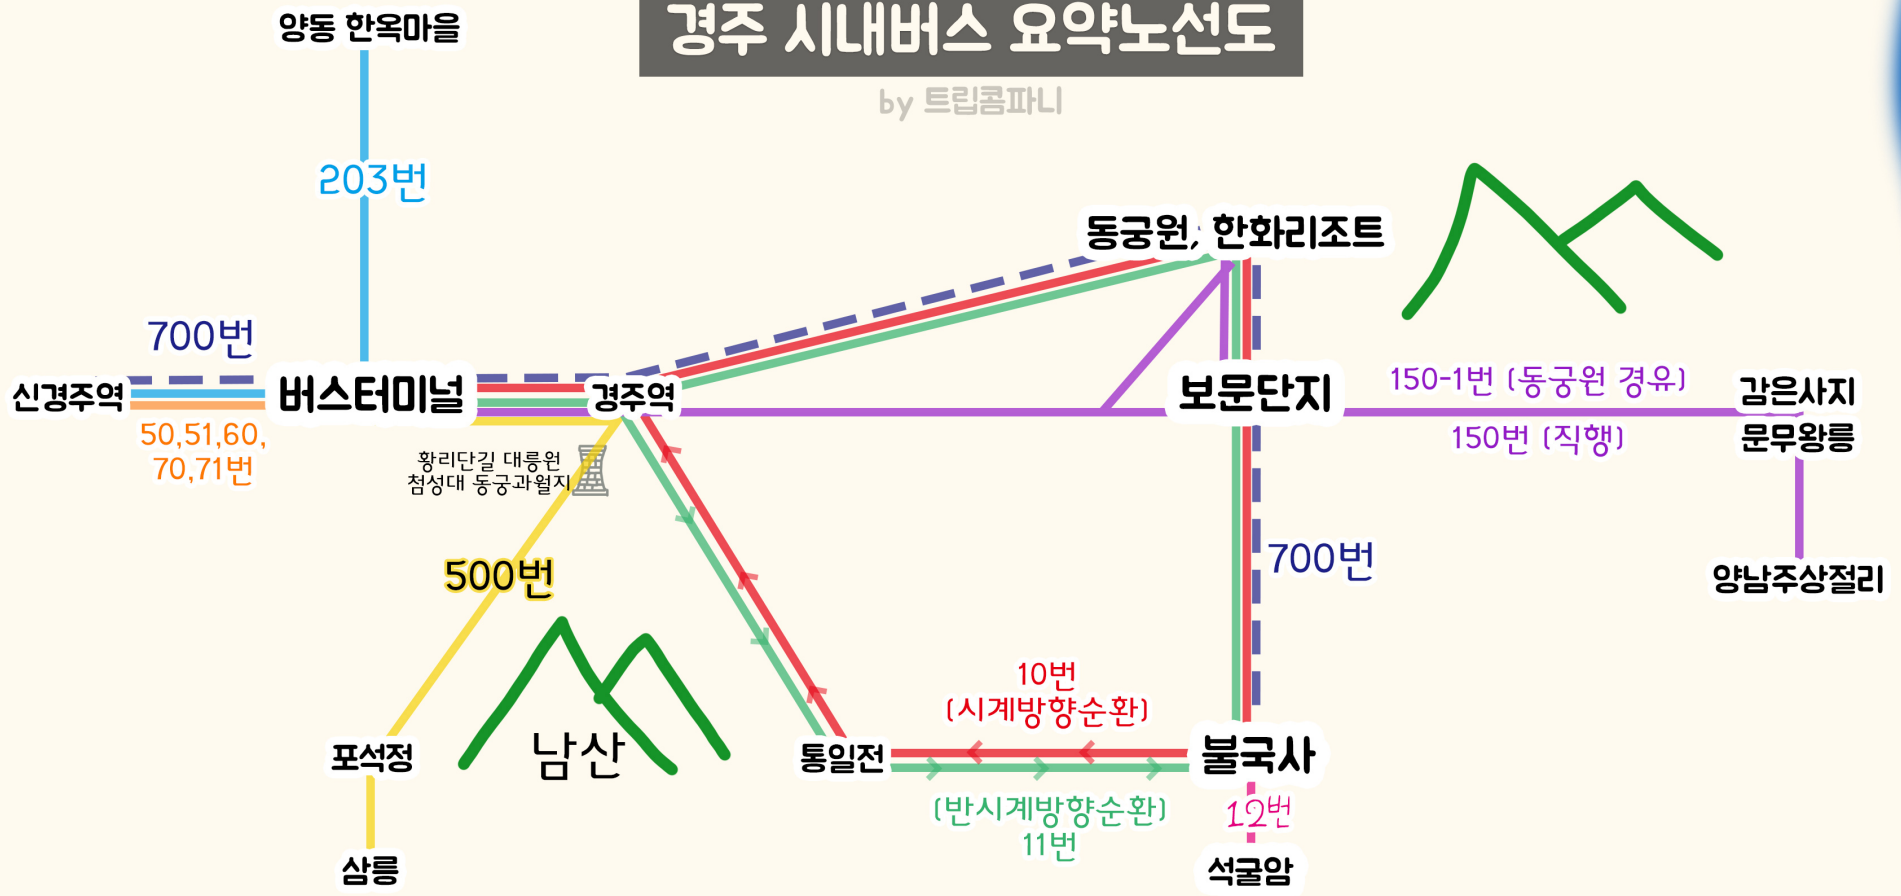 경주 시내버스 요약노선도
by 트립콤파니
양동 한옥마을
203번
동궁원, 한화리조트
700번
신경주역
버스터미널
경주역
보문단지
150-1번 (동궁원 경유)
150번 (직행)
감은사지
문무왕릉
50,51,60,
70,71번
황리단길 대릉원
첨성대 동궁과월지
500번
700번
양남주상절리
10번
(시계방향순환)
남산
포석정
통일전
불국사
(반시계방향순환)
11번
12번
삼릉
석굴암